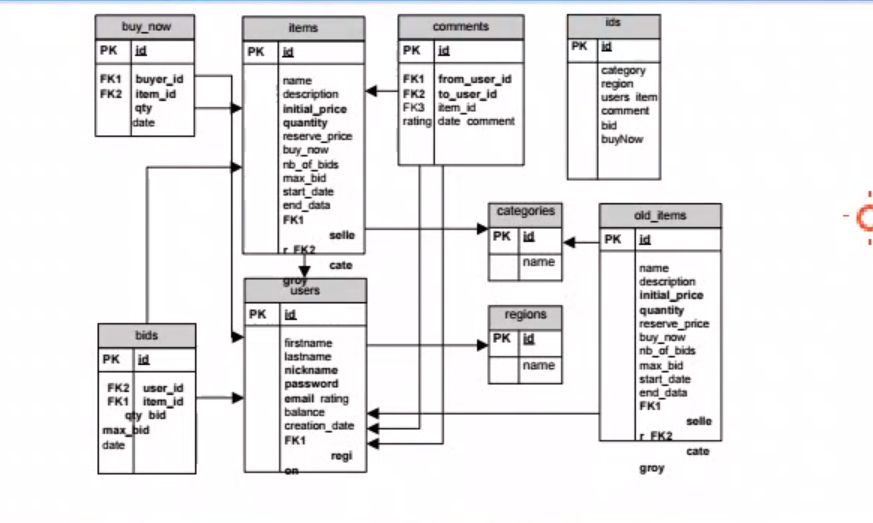 buy_now
PK id
FK1 buyer_id
FK2 item_id
qty
date
items
PK id
name
description
initial_price
quantity
reserve_price
buy_now
nb_of_bids
max_bid
start_date
end_data
FK1
selle
r FK2
cate
groy
comments
PK id
FK1 from_user_id
FK2 to_user_id
FK3 item_id
rating date comment
ids
PK id
category
region
users item
comment
bid
buyNow
categories
PK id
name
old_items
PK id
name
description
initial_price
quantity
reserve_price
buy_now
nb_of_bids
max_bid
start_date
end_data
FK1
selle
r FK2
cate
groy
bids
PK id
FK2 user_id
FK1 item_id
qty bid
max_bid
date
users
PK id
firstname
lastname
nickname
password
email rating
balance
creation_date
FK1
regi
on
regions
PK id
name